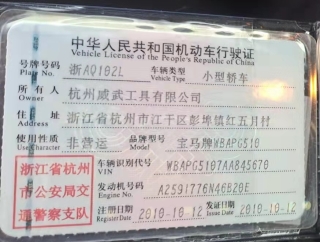 中华人民共和国机动车行驶证
Vehicle License of the People's Republic of China
号牌号码 浙AQ102L 车辆类型 小型轿车
Plate No. Vehicle Type
所有人 杭州威武工具有限公司
Owner
住址 浙江省杭州市江干区彭埠镇红五月村
Address
使用性质 非营运 品牌型号 宝马牌WBAPG510
Use Character Model
浙江省杭州市公安局交通警察支队
车辆识别代号 WBAPG5107AA845670
VIN
发动机号码 A2591776N46B20E
Engine No.
注册日期 2010-10-12 发证日期 2010-10-12
Register Date Issue Date